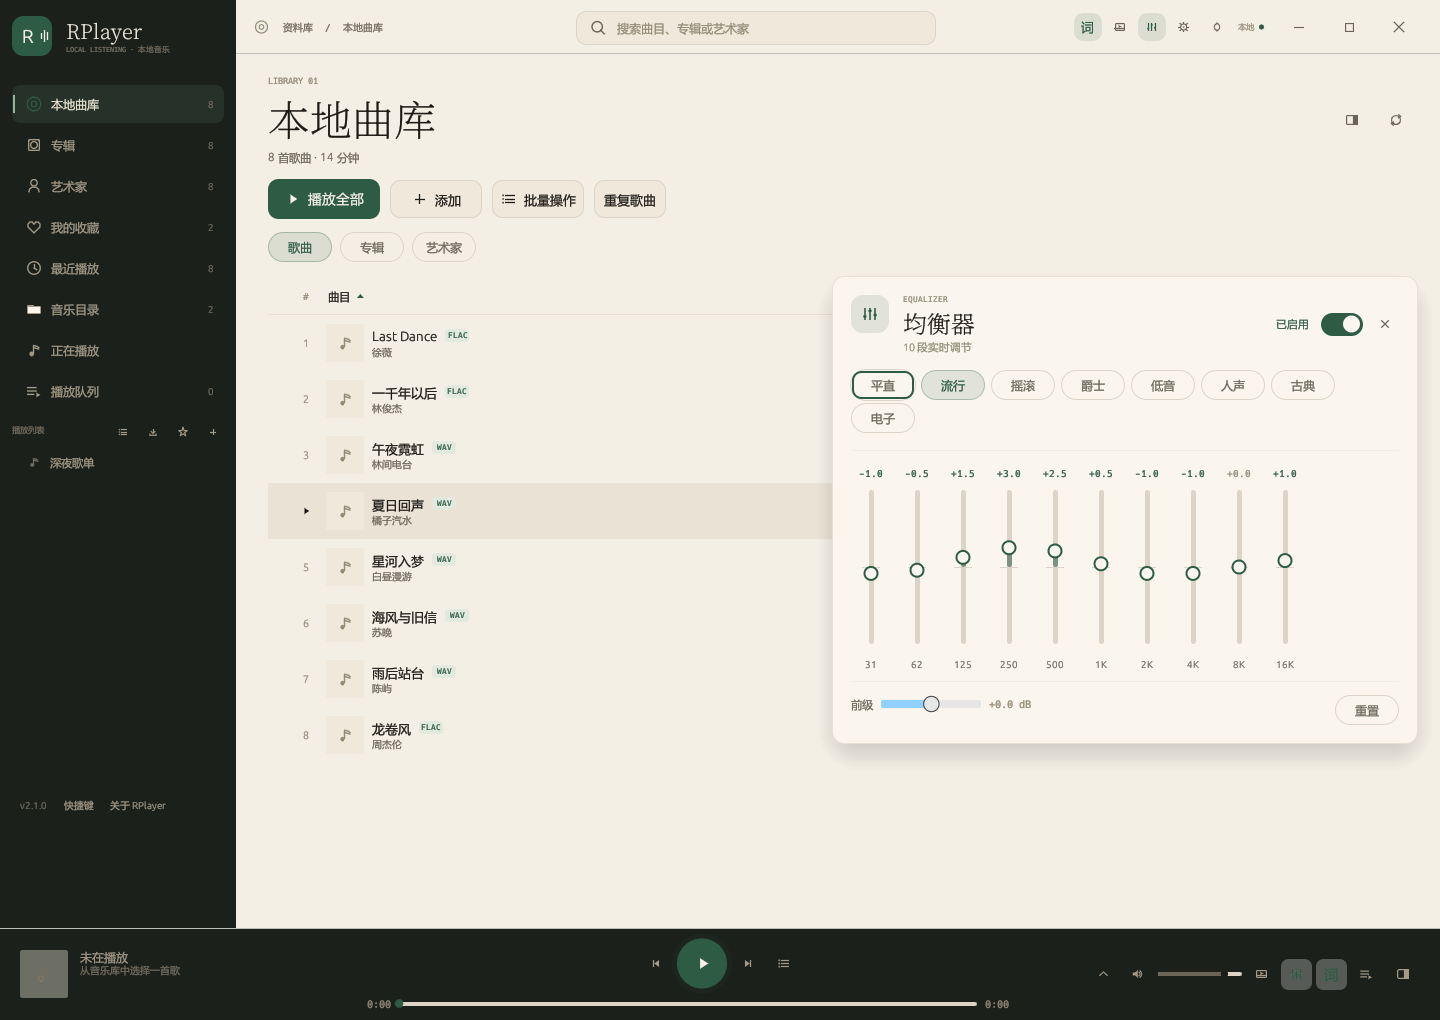 R
RPlayer
LOCAL LISTENING · 本地音乐
本地曲库 8
专辑 8
艺术家 8
我的收藏 2
最近播放 8
音乐目录 2
正在播放
播放队列 0
播放列表
深夜歌单
v2.1.0 快捷键 关于 RPlayer
资料库 / 本地曲库
搜索曲目、专辑或艺术家
词 本地
LIBRARY 01
本地曲库
8 首歌曲 · 14 分钟
播放全部 添加 批量操作 重复歌曲
歌曲 专辑 艺术家
# 曲目
1 Last Dance FLAC
徐薇
2 一千年以后 FLAC
林俊杰
3 午夜霓虹 WAV
林间电台
夏日回声 WAV
橘子汽水
5 星河入梦 WAV
白昼漫游
6 海风与旧信 WAV
苏晚
7 雨后站台 WAV
陈屿
8 龙卷风 FLAC
周杰伦
EQUALIZER
均衡器
10 段实时调节
已启用
平直 流行 摇滚 爵士 低音 人声 古典
电子
-1.0 -0.5 +1.5 +3.0 +2.5 +0.5 -1.0 -1.0 +0.0 +1.0
31 62 125 250 500 1K 2K 4K 8K 16K
前级 +0.0 dB 重置
未在播放
从音乐库中选择一首歌
0:00 0:00
词